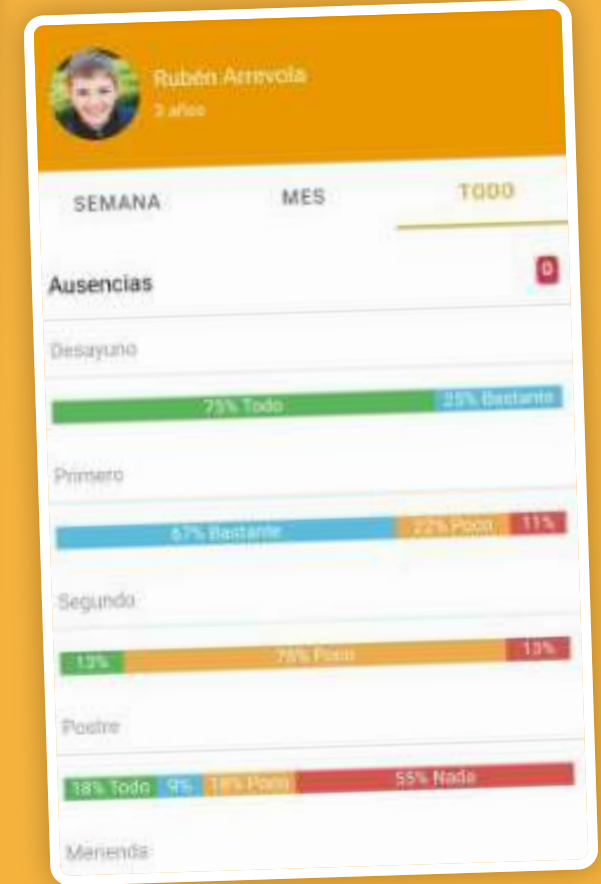 Rubén Arrevola
3 años
SEMANA MES TODO
Ausencias 0
Desayuno
75% Todo 25% Bastante
Primero
67% Bastante 22% Poco 11%
Segundo
13% 75% Poco 13%
Postre
18% Todo 9% 18% Poco 55% Nada
Merienda